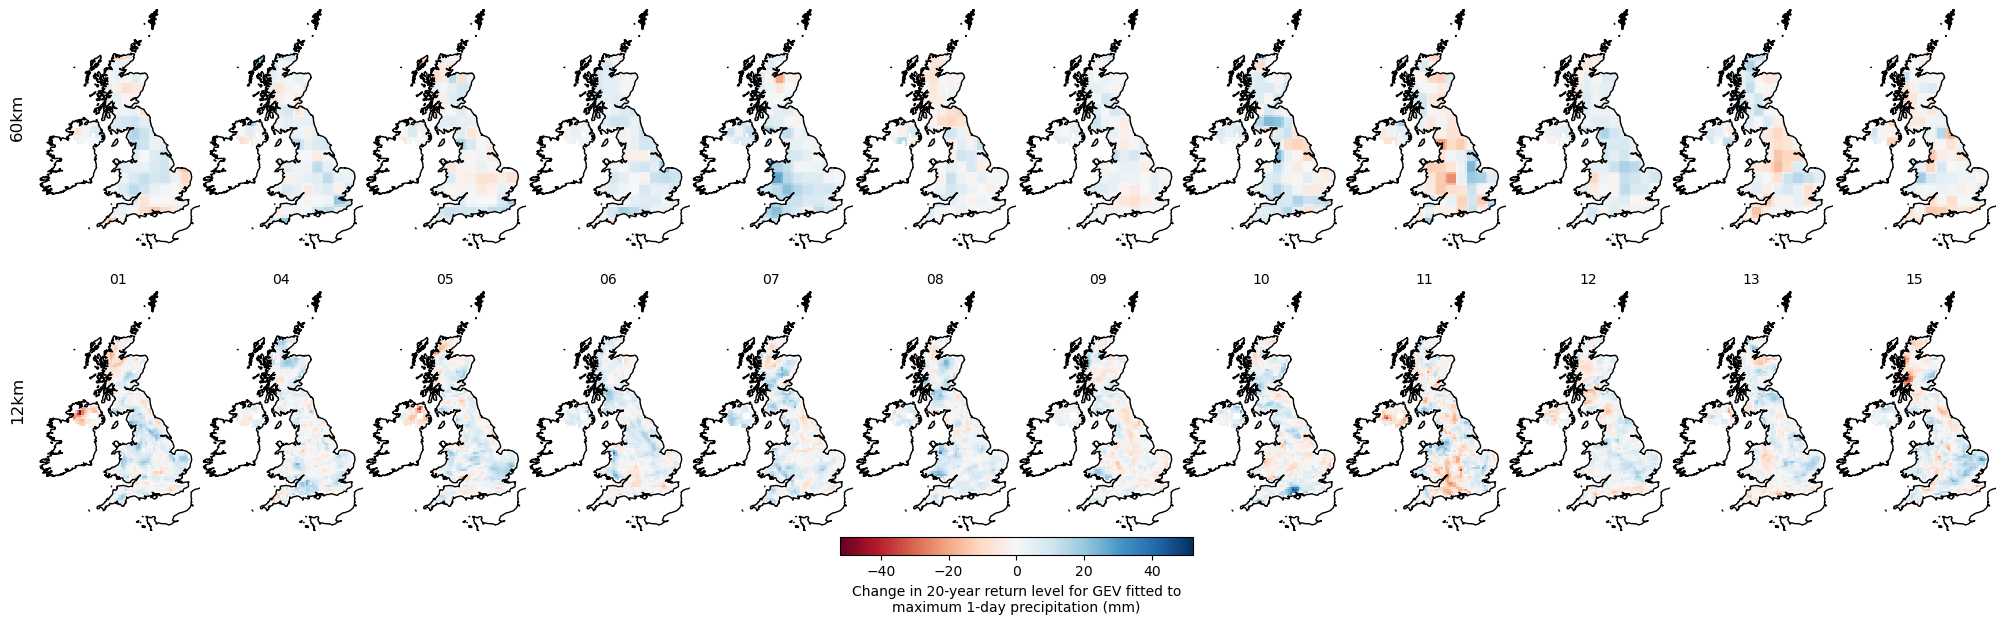 60km
01 04 05 06 07 08 09 10 11 12 13 15
12km
−40 −20 0 20 40
Change in 20-year return level for GEV fitted to
maximum 1-day precipitation (mm)